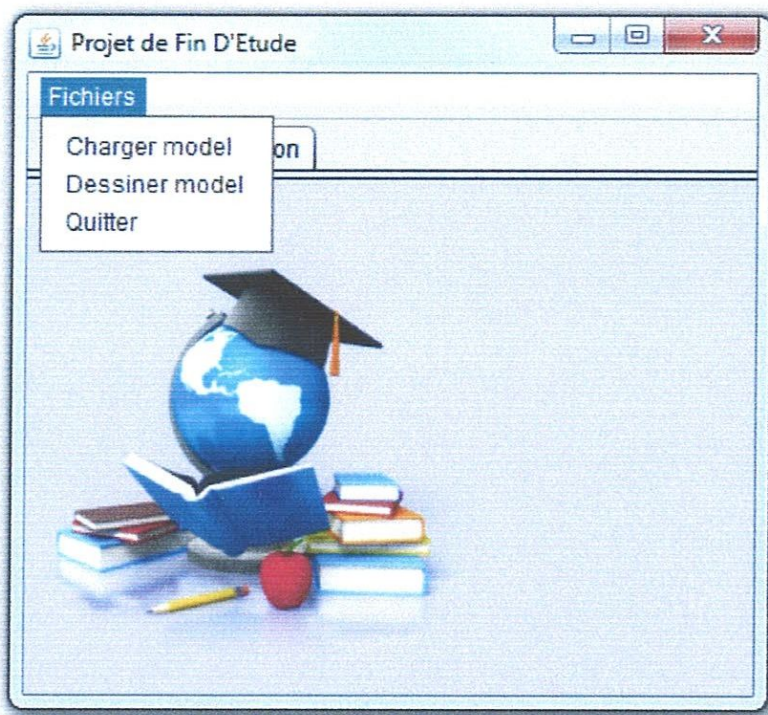 Projet de Fin D'Etude
Fichiers
Charger model
Dessiner model
Quitter